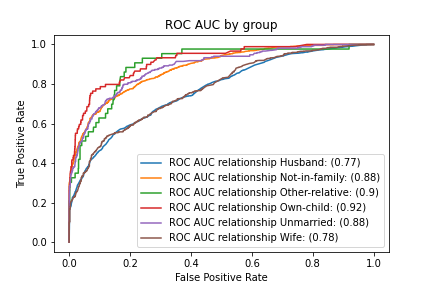 ROC AUC by group
True Positive Rate
1.0
0.8
0.6
0.4
0.2
0.0
ROC AUC relationship Husband: (0.77)
ROC AUC relationship Not-in-family: (0.88)
ROC AUC relationship Other-relative: (0.9)
ROC AUC relationship Own-child: (0.92)
ROC AUC relationship Unmarried: (0.88)
ROC AUC relationship Wife: (0.78)
0.0 0.2 0.4 0.6 0.8 1.0
False Positive Rate